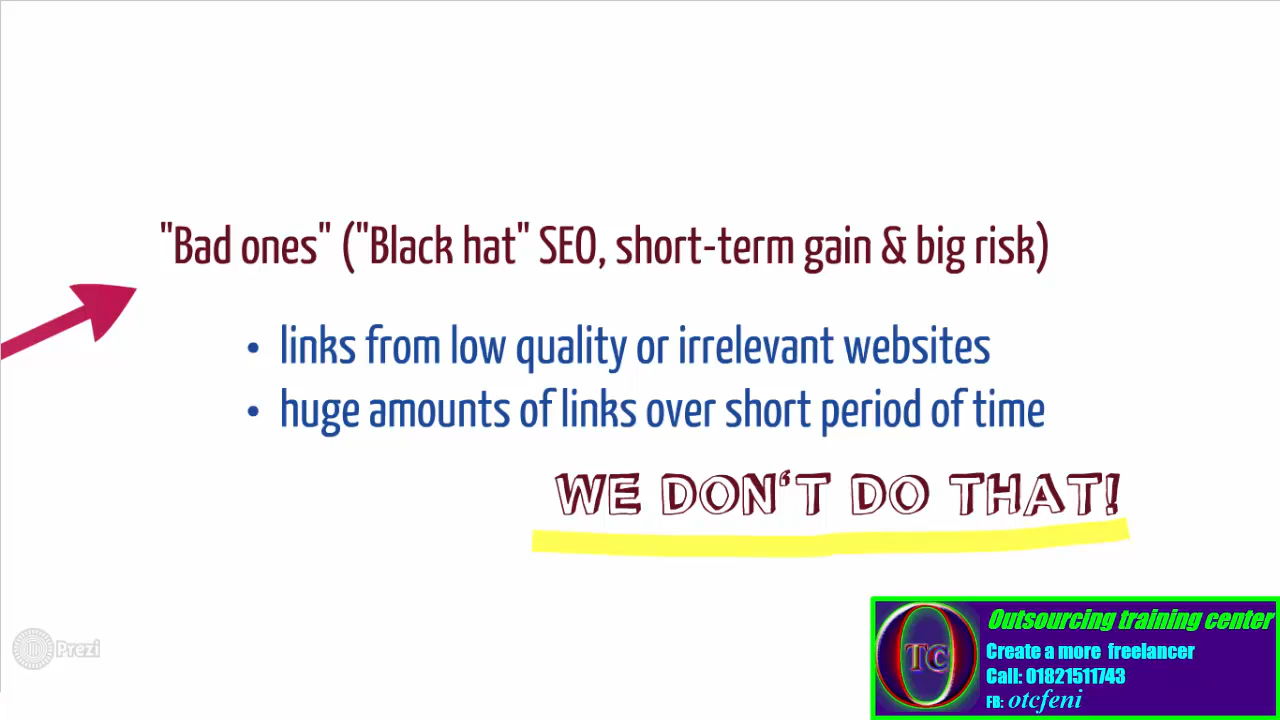 "Bad ones" ("Black hat" SEO, short-term gain & big risk)
• links from low quality or irrelevant websites
• huge amounts of links over short period of time
WE DON'T DO THAT!
Prezi
OTC
Outsourcing training center
Create a more freelancer
Call: 01821511743
FB: otcfeni